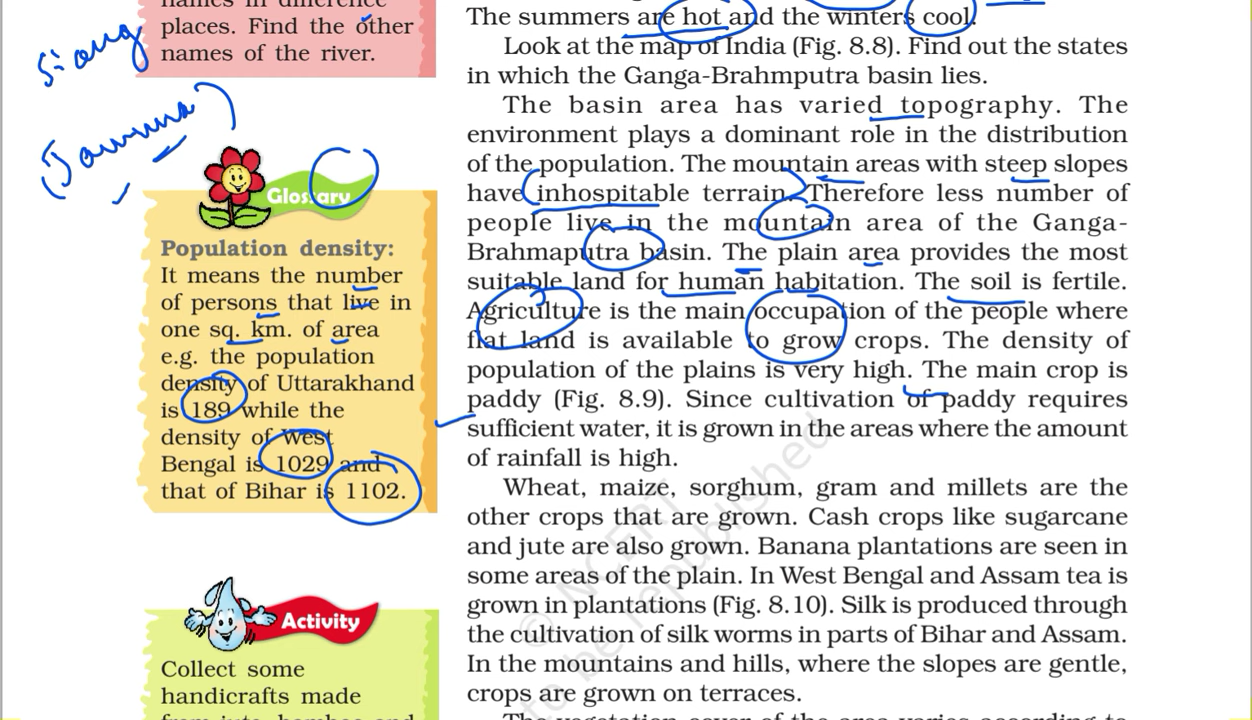 places. Find the other
names of the river.
Siang
(Jamuna)
Glossary
Population density:
It means the number
of persons that live in
one sq. km. of area
e.g. the population
density of Uttarakhand
is 189 while the
density of West
Bengal is 1029 and
that of Bihar is 1102.
Activity
Collect some
handicrafts made
The summers are hot and the winters cool.
Look at the map of India (Fig. 8.8). Find out the states
in which the Ganga-Brahmputra basin lies.
The basin area has varied topography. The
environment plays a dominant role in the distribution
of the population. The mountain areas with steep slopes
have inhospitable terrain. Therefore less number of
people live in the mountain area of the Ganga-
Brahmaputra basin. The plain area provides the most
suitable land for human habitation. The soil is fertile.
Agriculture is the main occupation of the people where
flat land is available to grow crops. The density of
population of the plains is very high. The main crop is
paddy (Fig. 8.9). Since cultivation of paddy requires
sufficient water, it is grown in the areas where the amount
of rainfall is high.
Wheat, maize, sorghum, gram and millets are the
other crops that are grown. Cash crops like sugarcane
and jute are also grown. Banana plantations are seen in
some areas of the plain. In West Bengal and Assam tea is
grown in plantations (Fig. 8.10). Silk is produced through
the cultivation of silk worms in parts of Bihar and Assam.
In the mountains and hills, where the slopes are gentle,
crops are grown on terraces.
© NCERT
to be republished